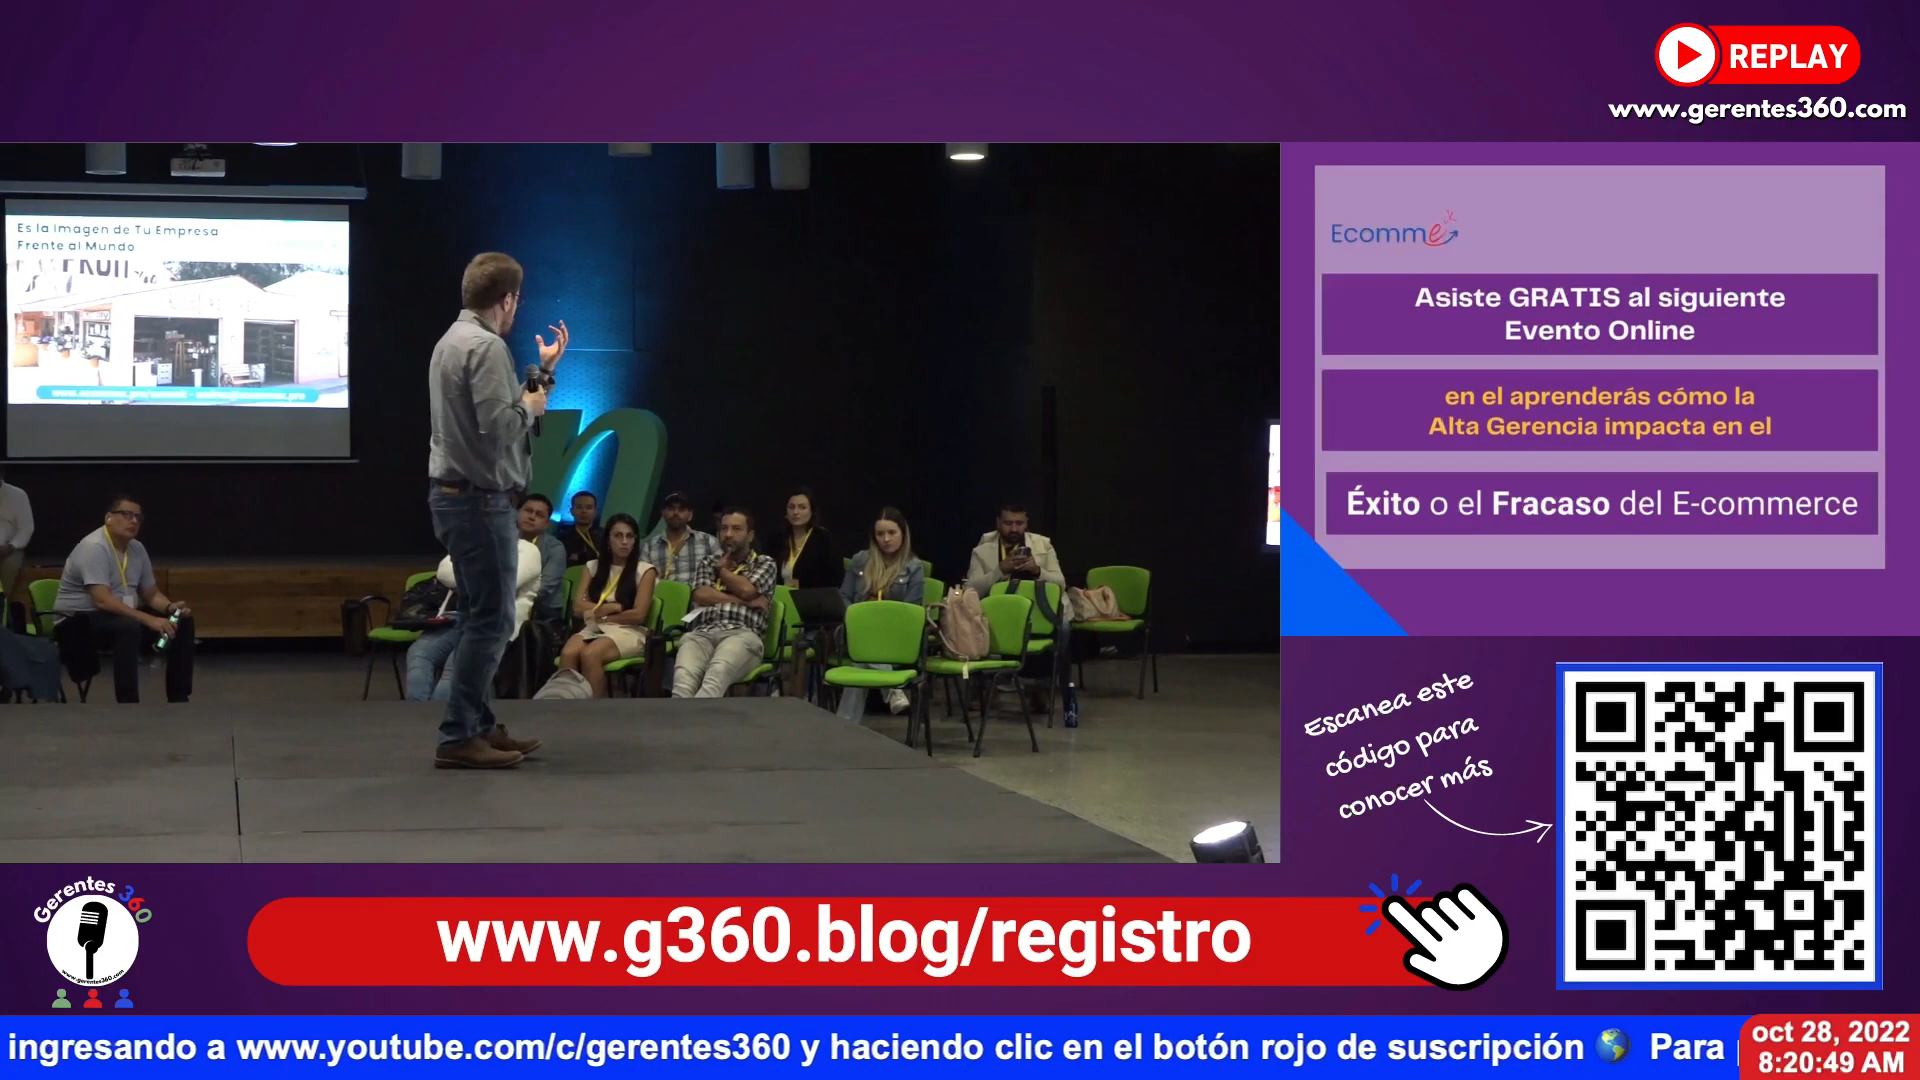 REPLAY
www.gerentes360.com
Es la Imagen de Tu Empresa
Frente al Mundo
Ecomme
Asiste GRATIS al siguiente
Evento Online
en el aprenderás cómo la
Alta Gerencia impacta en el
Éxito o el Fracaso del E-commerce
Escanea este
código para
conocer más
n
Gerentes 360
www.gerentes360.com
www.g360.blog/registro
ingresando a www.youtube.com/c/gerentes360 y haciendo clic en el botón rojo de suscripción Para
oct 28, 2022
8:20:49 AM